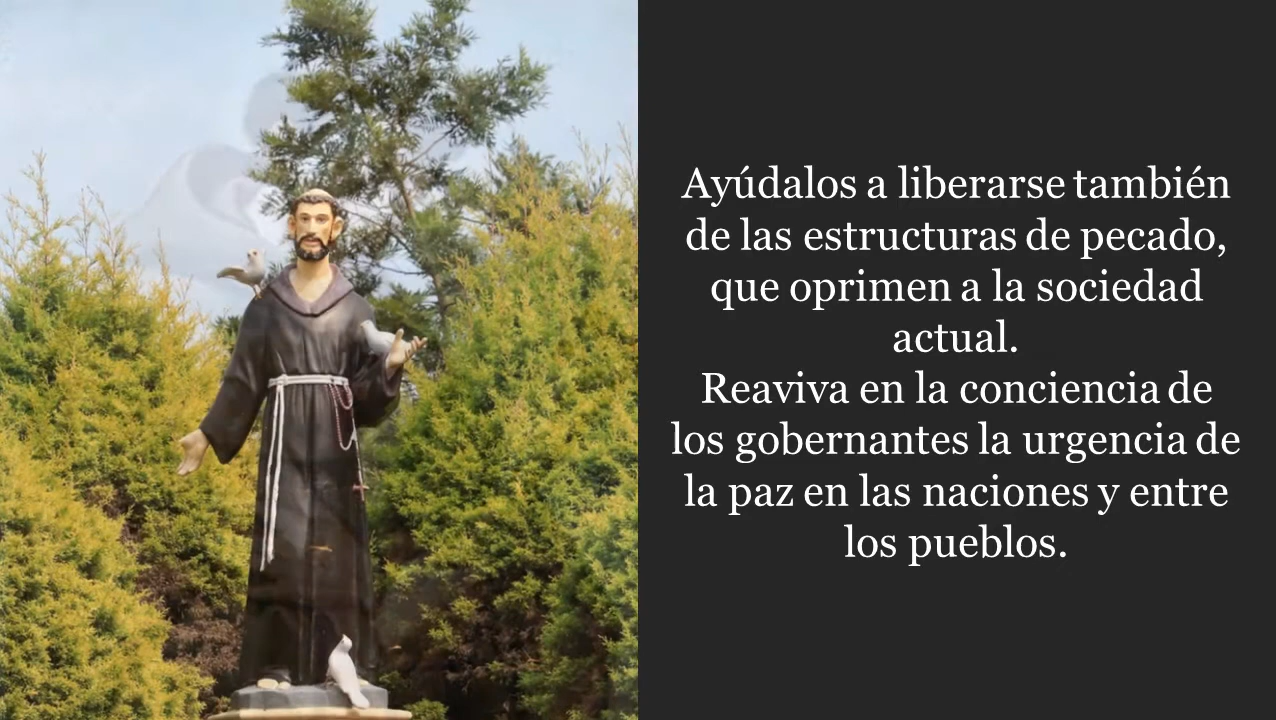 Ayúdalos a liberarse también
de las estructuras de pecado,
que oprimen a la sociedad
actual.
Reaviva en la conciencia de
los gobernantes la urgencia de
la paz en las naciones y entre
los pueblos.